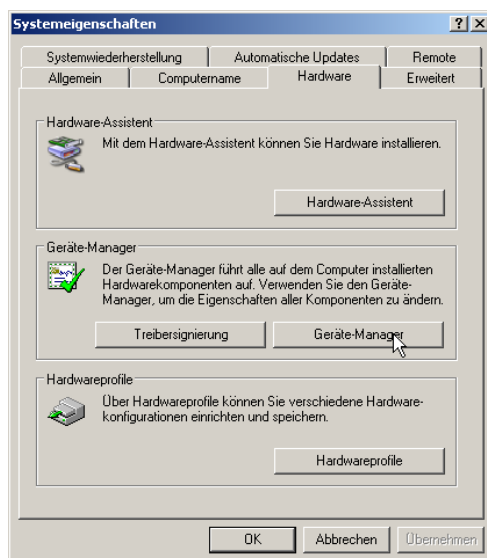 Systemeigenschaften
Systemwiederherstellung Automatische Updates Remote
Allgemein Computername Hardware Erweitert
Hardware-Assistent
Mit dem Hardware-Assistent können Sie Hardware installieren.
Hardware-Assistent
Geräte-Manager
Der Geräte-Manager führt alle auf dem Computer installierten
Hardwarekomponenten auf. Verwenden Sie den Geräte-
Manager, um die Eigenschaften aller Komponenten zu ändern.
Treibersignierung Geräte-Manager
Hardwareprofile
Über Hardwareprofile können Sie verschiedene Hardware-
konfigurationen einrichten und speichern.
Hardwareprofile
OK Abbrechen Übernehmen